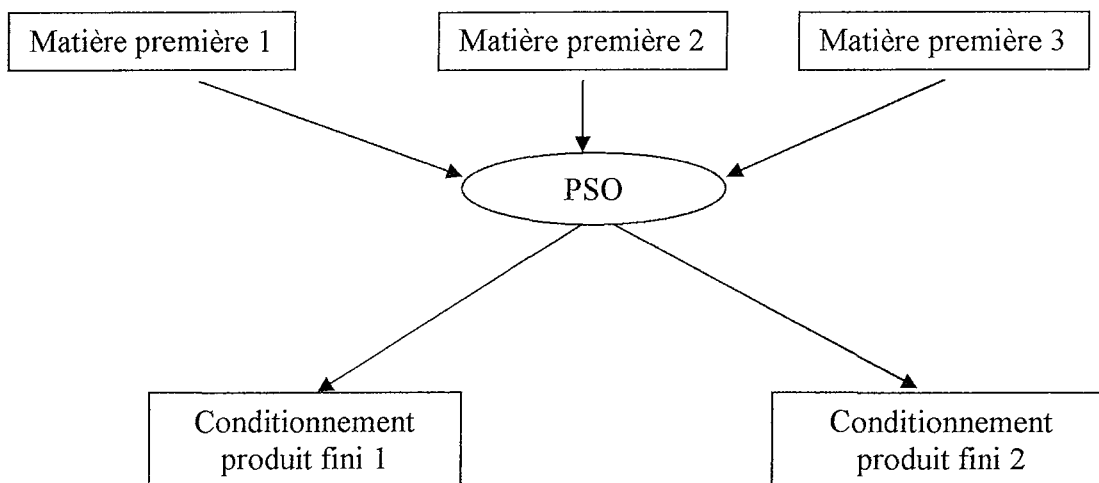 Matière première 1
Matière première 2
Matière première 3
PSO
Conditionnement
produit fini 1
Conditionnement
produit fini 2